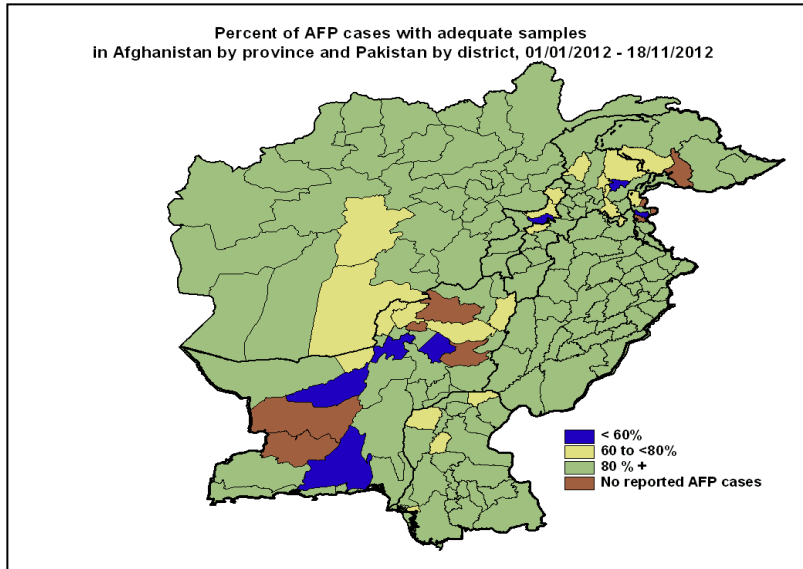 Percent of AFP cases with adequate samples
in Afghanistan by province and Pakistan by district, 01/01/2012 - 18/11/2012
< 60%
60 to <80%
80 % +
No reported AFP cases